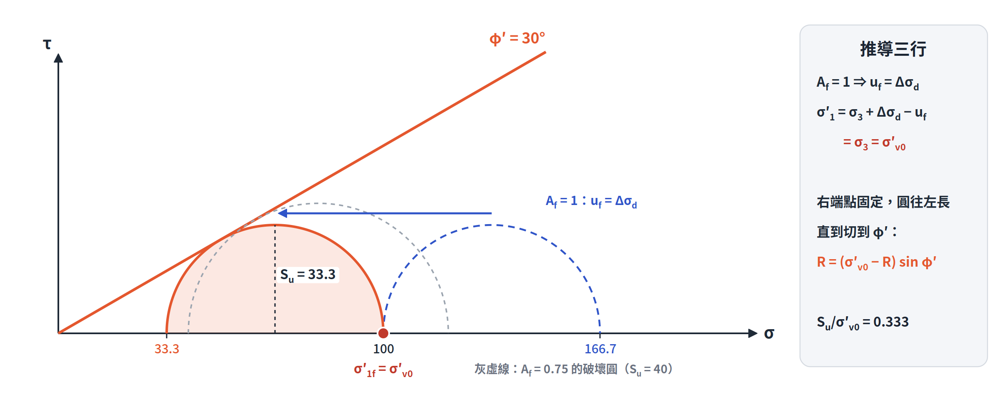 τ
ϕ′ = 30°
A_f = 1：u_f = Δσ_d
S_u = 33.3
σ
33.3
100
166.7
σ′_1f = σ′_v0
灰虛線：A_f = 0.75 的破壞圓（S_u = 40）
推導三行
A_f = 1 ⇒ u_f = Δσ_d
σ′_1 = σ_3 + Δσ_d − u_f
= σ_3 = σ′_v0
右端點固定，圓往左長
直到切到 ϕ′：
R = (σ′_v0 − R) sin ϕ′
S_u/σ′_v0 = 0.333